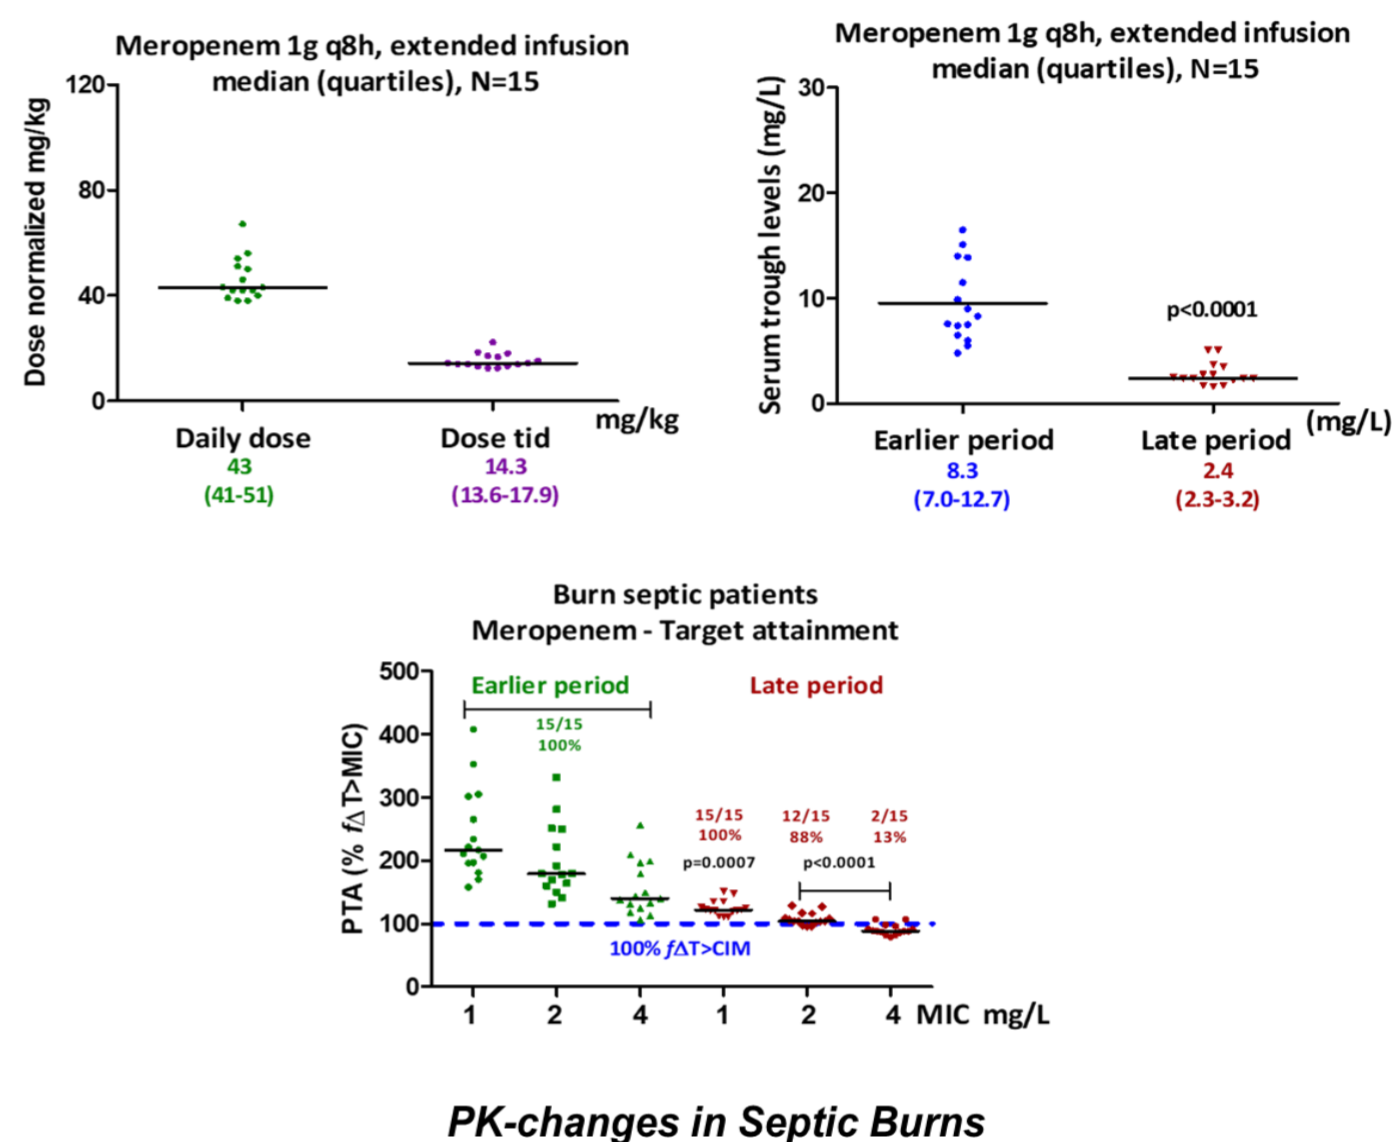 Meropenem 1g q8h, extended infusion
median (quartiles), N=15
Dose normalized mg/kg
120
80
40
0
Daily dose
43
(41-51)
Dose tid
14.3
(13.6-17.9)
mg/kg
Meropenem 1g q8h, extended infusion
median (quartiles), N=15
Serum trough levels (mg/L)
30
20
10
0
p<0.0001
Earlier period
8.3
(7.0-12.7)
Late period
2.4
(2.3-3.2)
(mg/L)
Burn septic patients
Meropenem - Target attainment
PTA (% fΔT>MIC)
500
400
300
200
100
0
Earlier period
15/15
100%
Late period
15/15
100%
p=0.0007
12/15
88%
2/15
13%
p<0.0001
100% fΔT>CIM
1 2 4 1 2 4 MIC mg/L
PK-changes in Septic Burns